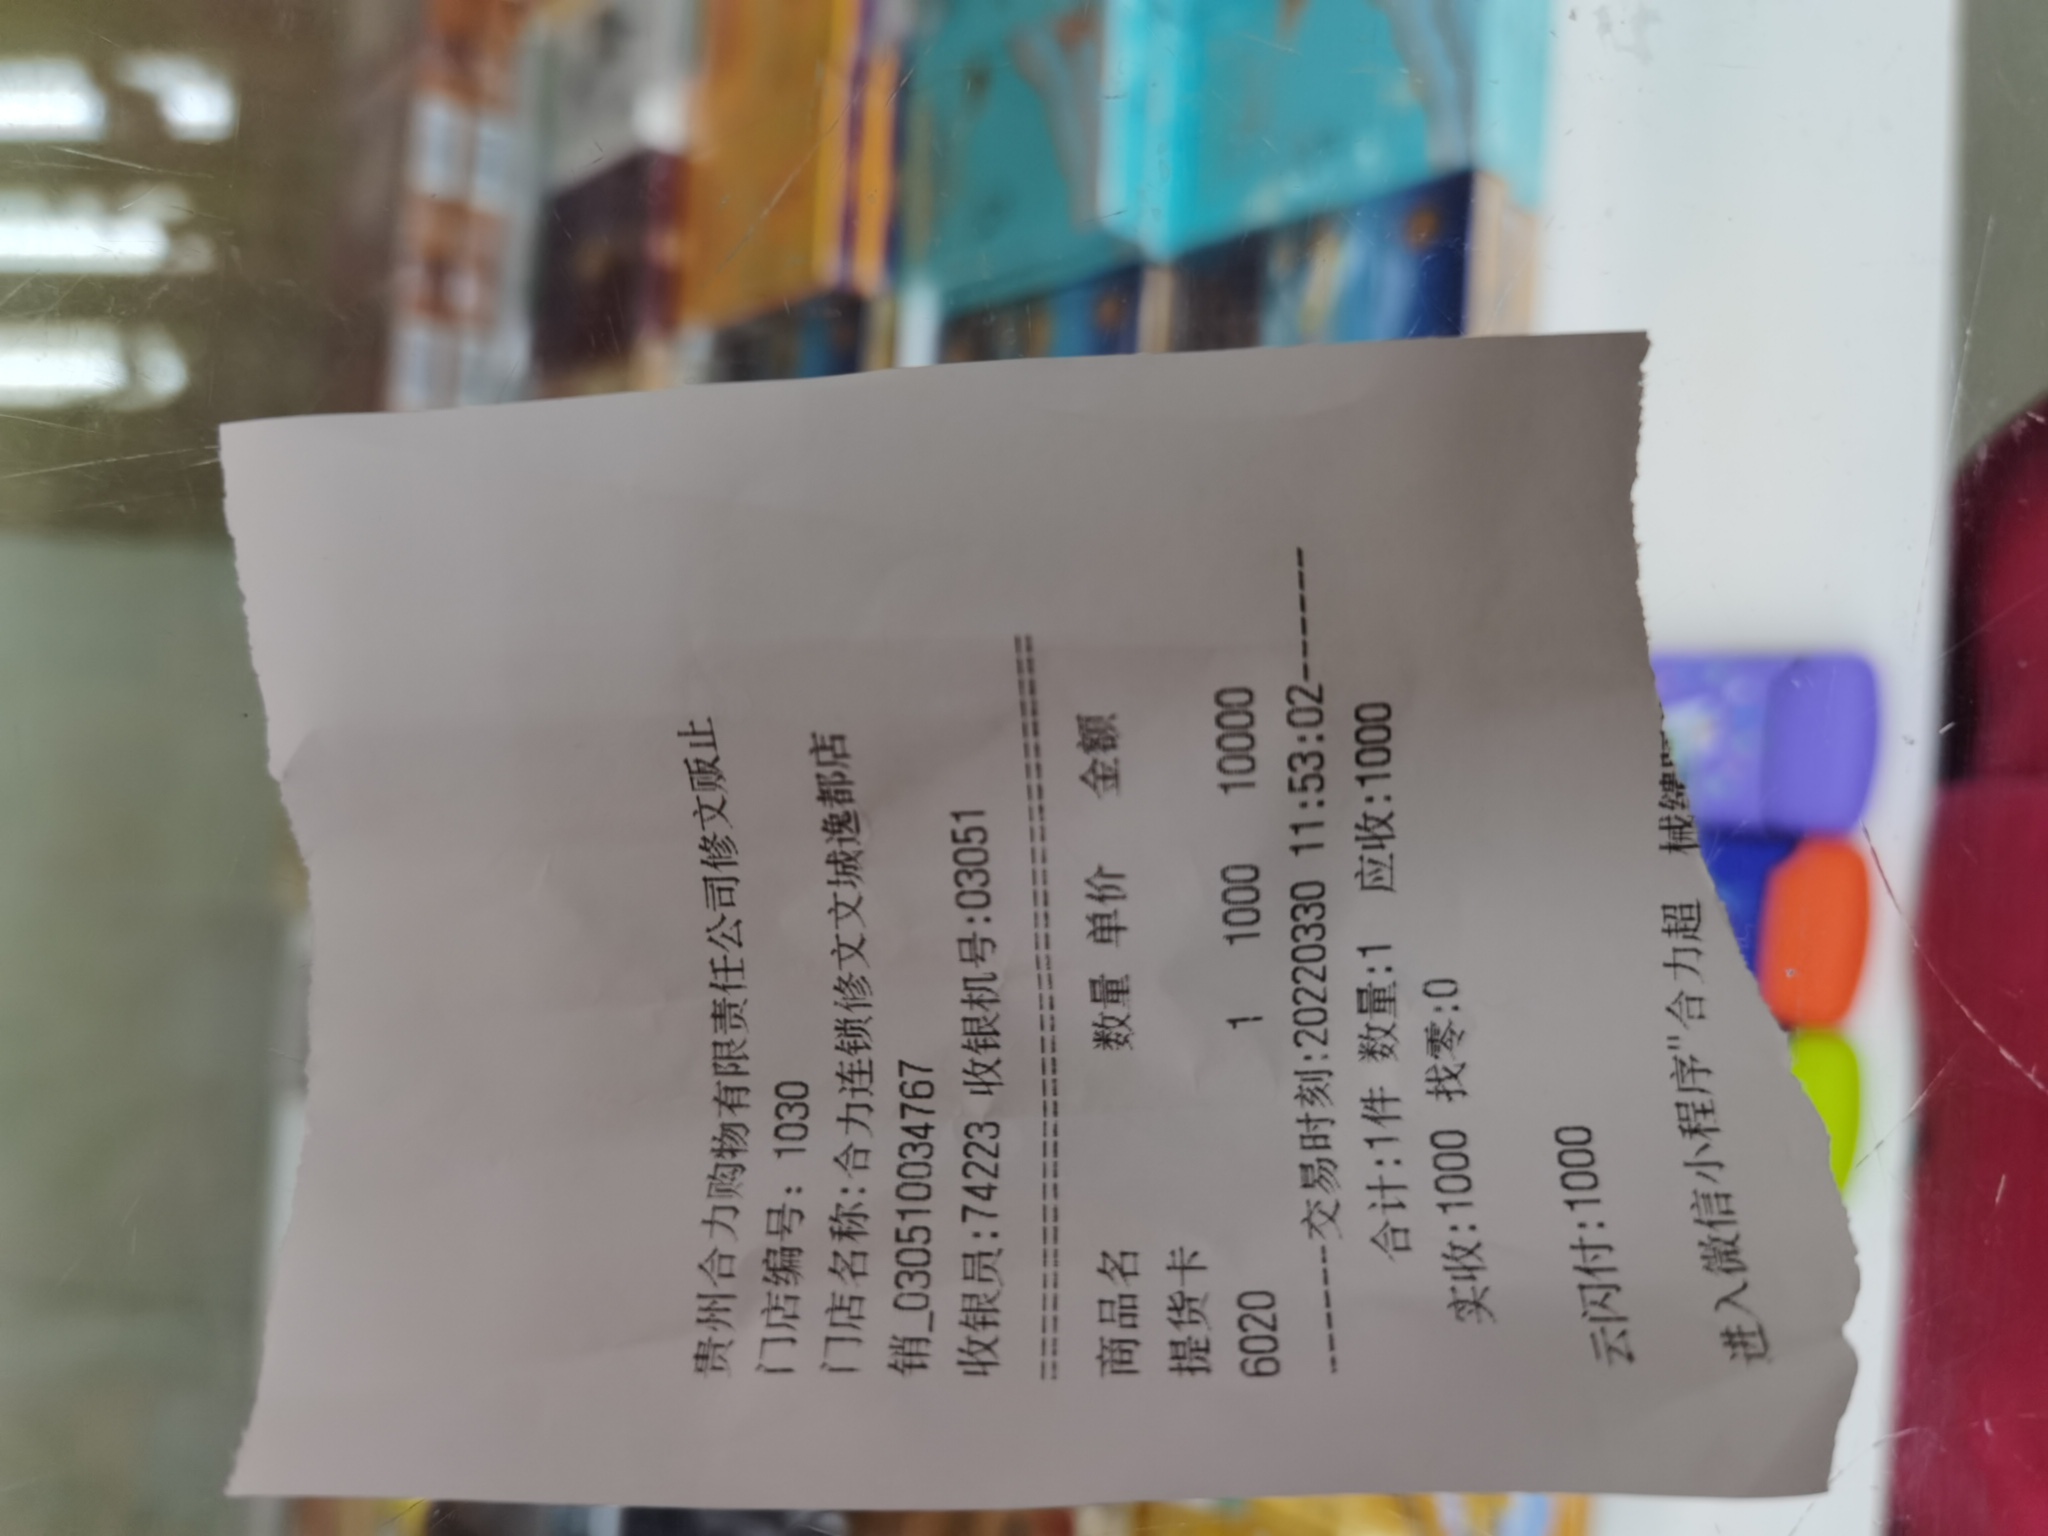 贵州合力购物有限责任公司修文贩止
门店编号: 1030
门店名称:合力连锁修文文城逸都店
销_030510034767
收银员:74223 收银机号:03051
================================
商品名 数量 单价 金额
提货卡
6020 1 1000 10000
-------交易时刻:20220330 11:53:02------
合计:1件 数量:1 应收:1000
实收:1000 找零:0
云闪付:1000
进入微信小程序"合力超